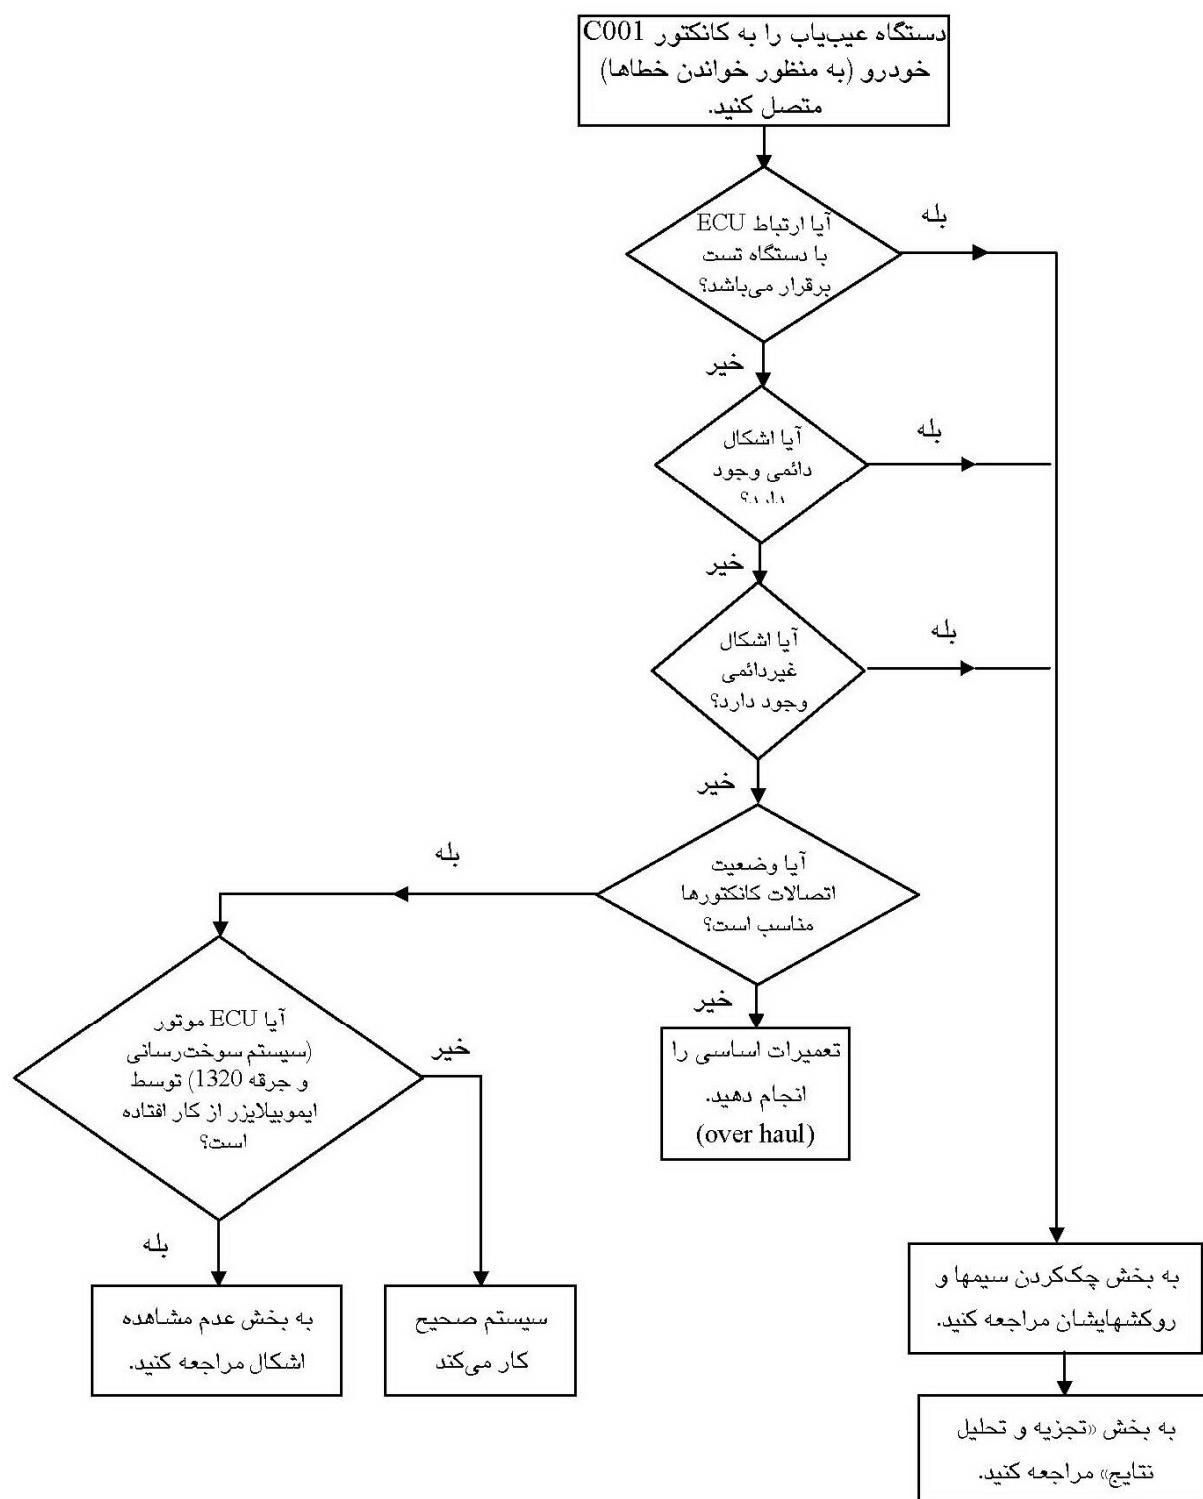 دستگاه عیب‌یاب را به کانکتور C001
خودرو (به منظور خواندن خطاها)
متصل کنید.
آیا ارتباط ECU
با دستگاه تست
برقرار می‌باشد؟
بله
خیر
آیا اشکال
دائمی وجود
دارد؟
بله
خیر
آیا اشکال
غیردائمی
وجود دارد؟
بله
خیر
آیا وضعیت
اتصالات کانکتورها
مناسب است؟
بله
خیر
تعمیرات اساسی را
انجام دهید.
(over haul)
آیا ECU موتور
(سیستم سوخت‌رسانی
و جرقه 1320) توسط
ایموبیلایزر از کار افتاده
است؟
خیر
بله
به بخش عدم مشاهده
اشکال مراجعه کنید.
سیستم صحیح
کار می‌کند
به بخش چک‌کردن سیمها و
روکشهایشان مراجعه کنید.
به بخش «تجزیه و تحلیل
نتایج» مراجعه کنید.